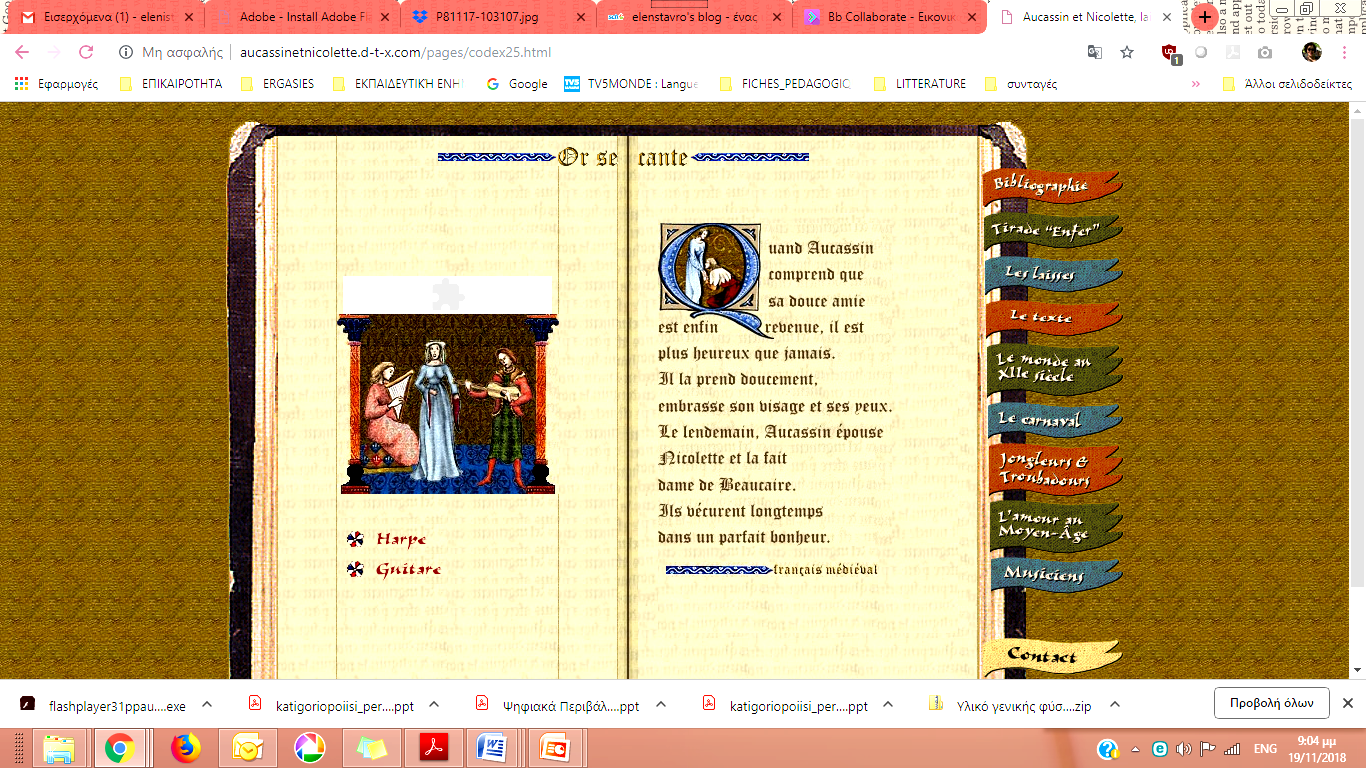 Εισερχόμενα (1) - elenist
Adobe - Install Adobe Fl
P81117-103107.jpg
elenstavro's blog - ένας
Bb Collaborate - Εικονικ
Aucassin et Nicolette, la
Μη ασφαλής
aucassinetnicolette.d-t-x.com/pages/codex25.html
1
Εφαρμογές
ΕΠΙΚΑΙΡΟΤΗΤΑ
ERGASIES
ΕΚΠΑΙΔΕΥΤΙΚΗ ΕΝΗ
Google
TV5MONDE : Langue
FICHES_PEDAGOGIC
LITTERATURE
συνταγές
Άλλοι σελιδοδείκτες
Or se cante
Quand Aucassin
comprend que
sa douce amie
est enfin revenue, il est
plus heureux que jamais.
Il la prend doucement,
embrasse son visage et ses yeux.
Le lendemain, Aucassin épouse
Nicolette et la fait
dame de Beaucaire.
Ils vécurent longtemps
dans un parfait bonheur.
français médiéval
Harpe
Guitare
Bibliographie
Tirade "Enfer"
Les laisses
Le texte
Le monde au
XIIe siècle
Le carnaval
Jongleurs &
Troubadours
L'amour au
Moyen-Âge
Musiciens
Contact
flashplayer31ppau....exe
katigoriopoiisi_per....ppt
Ψηφιακά Περιβάλ....ppt
katigoriopoiisi_per....ppt
Υλικό γενικής φύσ....zip
Προβολή όλων
ENG
9:04 μμ
19/11/2018